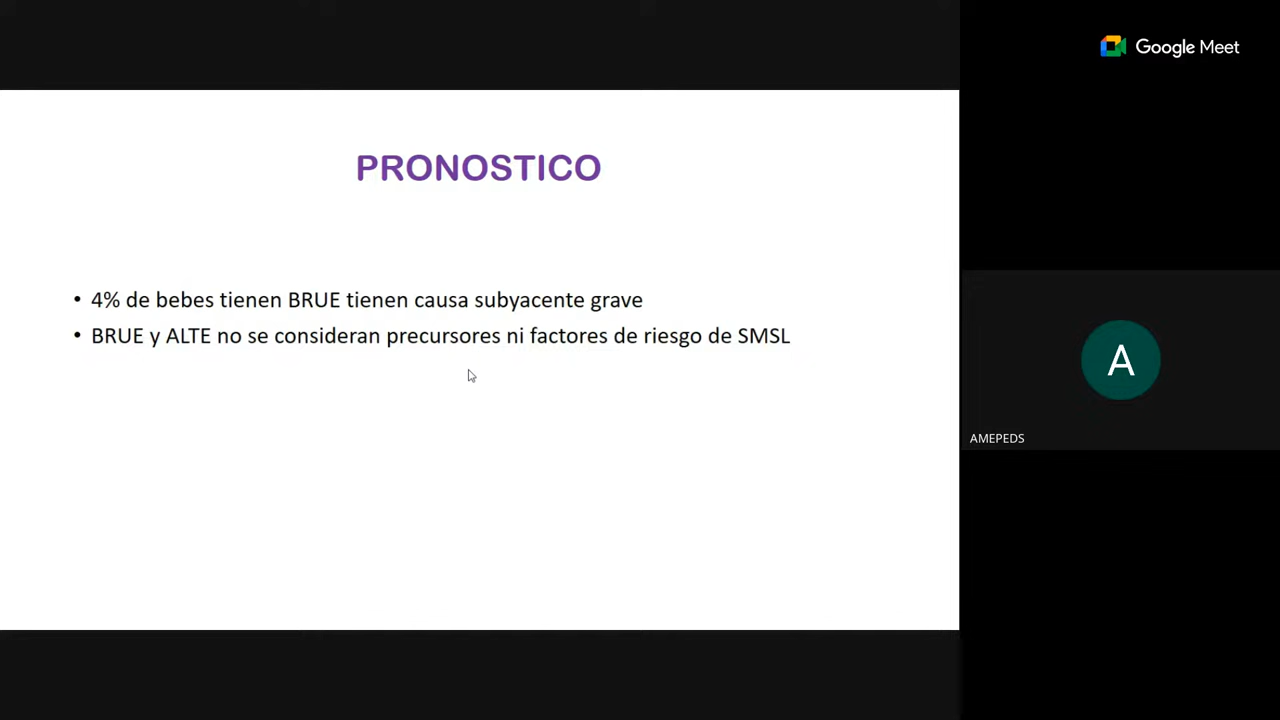 Google Meet
PRONOSTICO
• 4% de bebes tienen BRUE tienen causa subyacente grave
• BRUE y ALTE no se consideran precursores ni factores de riesgo de SMSL
A
AMEPEDS